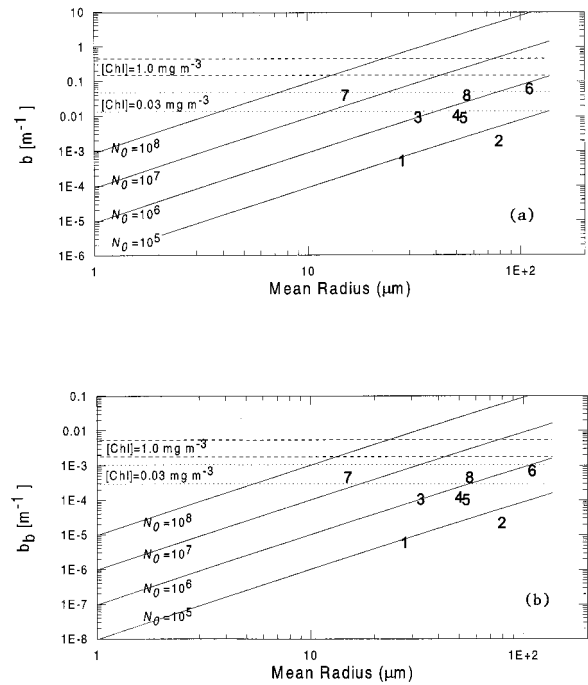 10
1
0.1
0.01
1E-3
1E-4
1E-5
1E-6
b [m⁻¹]
[Chl]=1.0 mg m⁻³
[Chl]=0.03 mg m⁻³
N₀=10⁸
N₀=10⁷
N₀=10⁶
N₀=10⁵
7 8 6
3 4 5
1 2
(a)
1 10 1E+2
Mean Radius (μm)
0.1
0.01
1E-3
1E-4
1E-5
1E-6
1E-7
1E-8
b_b [m⁻¹]
[Chl]=1.0 mg m⁻³
[Chl]=0.03 mg m⁻³
N₀=10⁸
N₀=10⁷
N₀=10⁶
N₀=10⁵
7 8 6
3 4 5
1 2
(b)
1 10 1E+2
Mean Radius (μm)